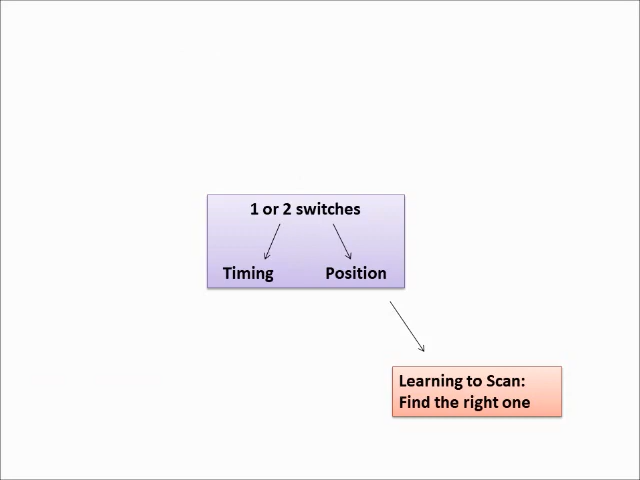 1 or 2 switches
Timing Position
Learning to Scan:
Find the right one